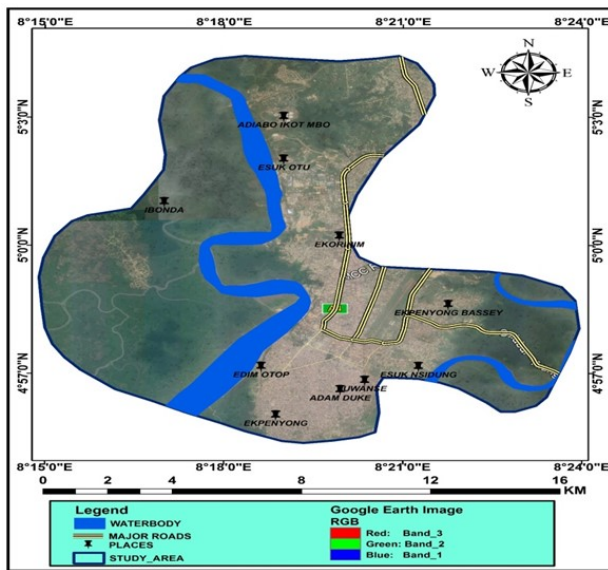 8°15'0"E 8°18'0"E 8°21'0"E 8°24'0"E
N
W E
S
5°3'0"N 5°3'0"N
ADIABO IKOT MBO
ESUK OTU
IBONDA
5°0'0"N EKORINIM 5°0'0"N
EKPENYONG BASSEY
4°57'0"N EDIM OTOP ESUK NSIDUNG 4°57'0"N
UWANSE
ADAM DUKE
EKPENYONG
8°15'0"E 8°18'0"E 8°21'0"E 8°24'0"E
0 1 2 4 8 12 16
KM
Legend
WATERBODY
MAJOR ROADS
PLACES
STUDY_AREA
Google Earth Image
RGB
Red: Band_3
Green: Band_2
Blue: Band_1